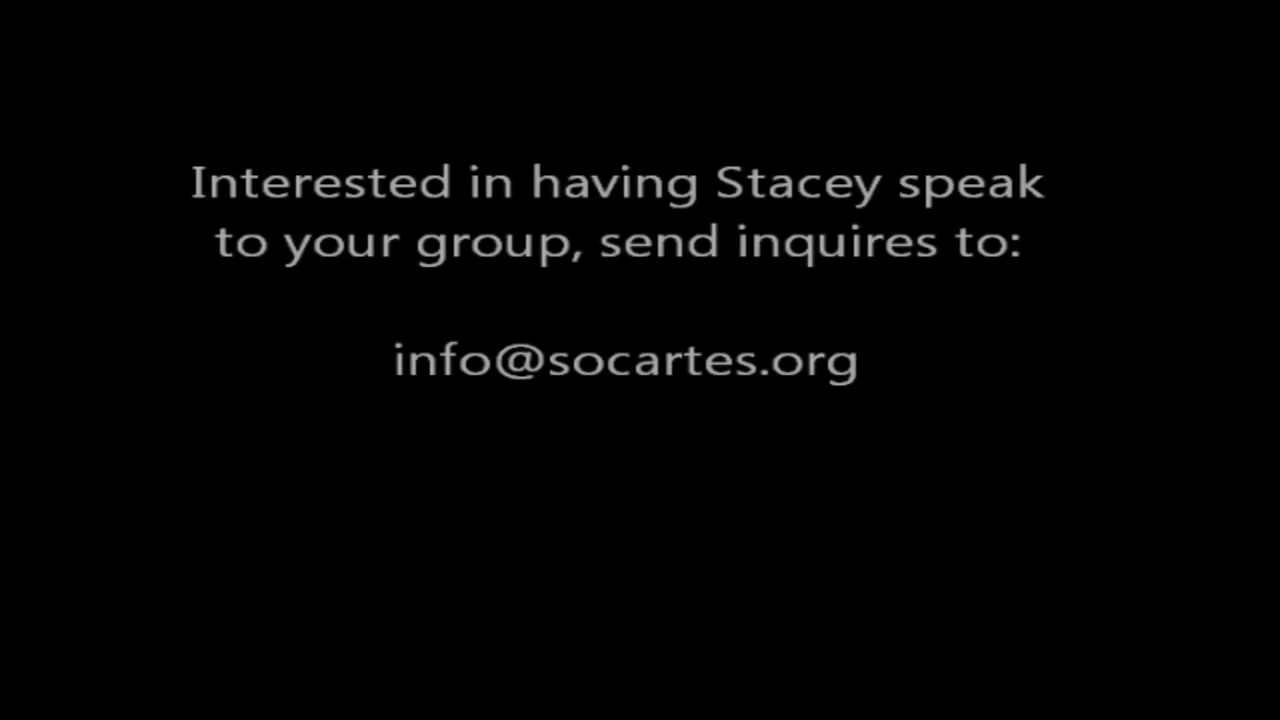 Interested in having Stacey speak
to your group, send inquires to:
info@socartes.org